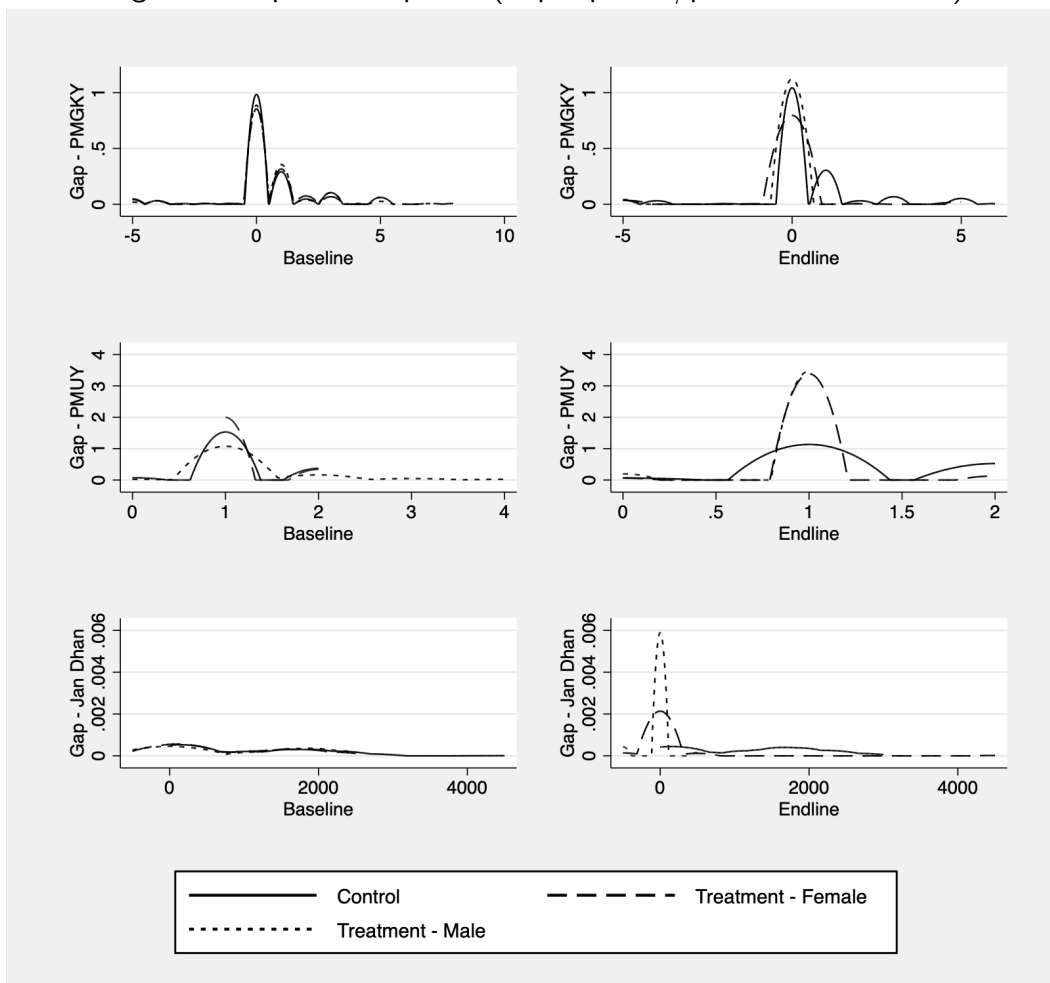 Gap - PMGKY
0 .5 1
-5 0 5 10
Baseline
Gap - PMGKY
0 .5 1
-5 0 5
Endline
Gap - PMUY
0 1 2 3 4
0 1 2 3 4
Baseline
Gap - PMUY
0 1 2 3 4
0 .5 1 1.5 2
Endline
Gap - Jan Dhan
0 .002 .004 .006
0 2000 4000
Baseline
Gap - Jan Dhan
0 .002 .004 .006
0 2000 4000
Endline
Control
Treatment - Female
Treatment - Male